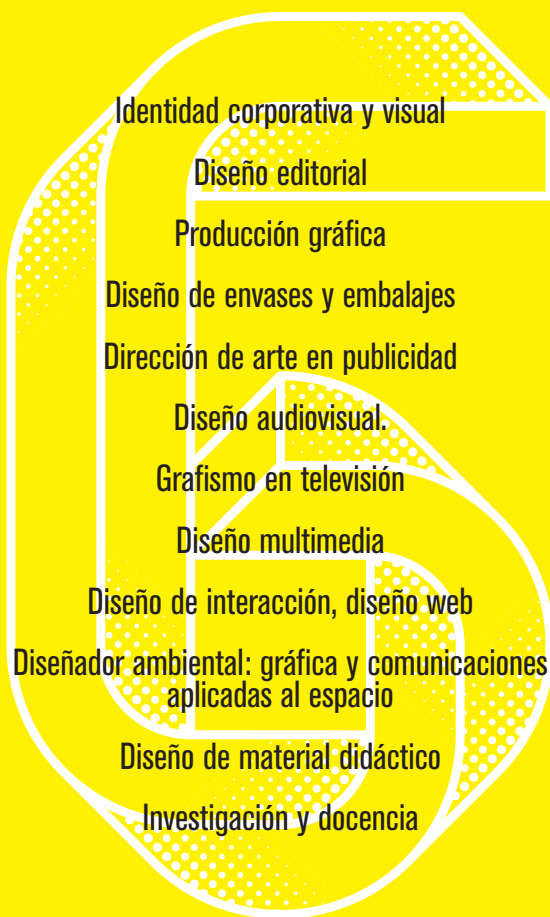 Identidad corporativa y visual
Diseño editorial
Producción gráfica
Diseño de envases y embalajes
Dirección de arte en publicidad
Diseño audiovisual.
Grafismo en televisión
Diseño multimedia
Diseño de interacción, diseño web
Diseñador ambiental: gráfica y comunicaciones
aplicadas al espacio
Diseño de material didáctico
Investigación y docencia